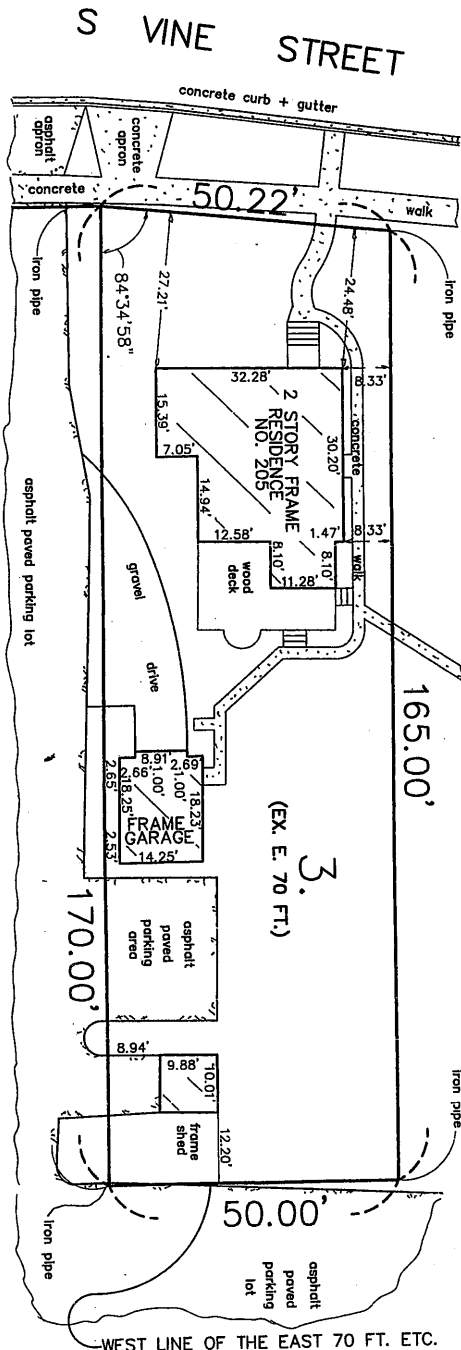 S VINE STREET
concrete curb + gutter
asphalt
apron
concrete
apron
concrete
50.22'
walk
iron pipe
iron pipe
84°34'58"
27.21'
24.48'
8.33'
32.28'
15.39'
7.05'
2 STORY FRAME
RESIDENCE
NO. 205
30.20'
concrete
14.94'
12.58'
1.47'
8.33'
8.10'
8.10'
11.28'
walk
wood
deck
asphalt paved parking lot
gravel
drive
165.00'
8.91'
2.69'
2.66'
1.00'
1.00'
2.65'
18.25'
18.23'
FRAME
GARAGE
2.53'
14.25'
3.
(EX. E. 70 FT.)
170.00'
asphalt
paved
parking
area
8.94'
9.88'
10.01'
frame
shed
12.20'
iron pipe
iron pipe
50.00'
asphalt
paved
parking
lot
WEST LINE OF THE EAST 70 FT. ETC.